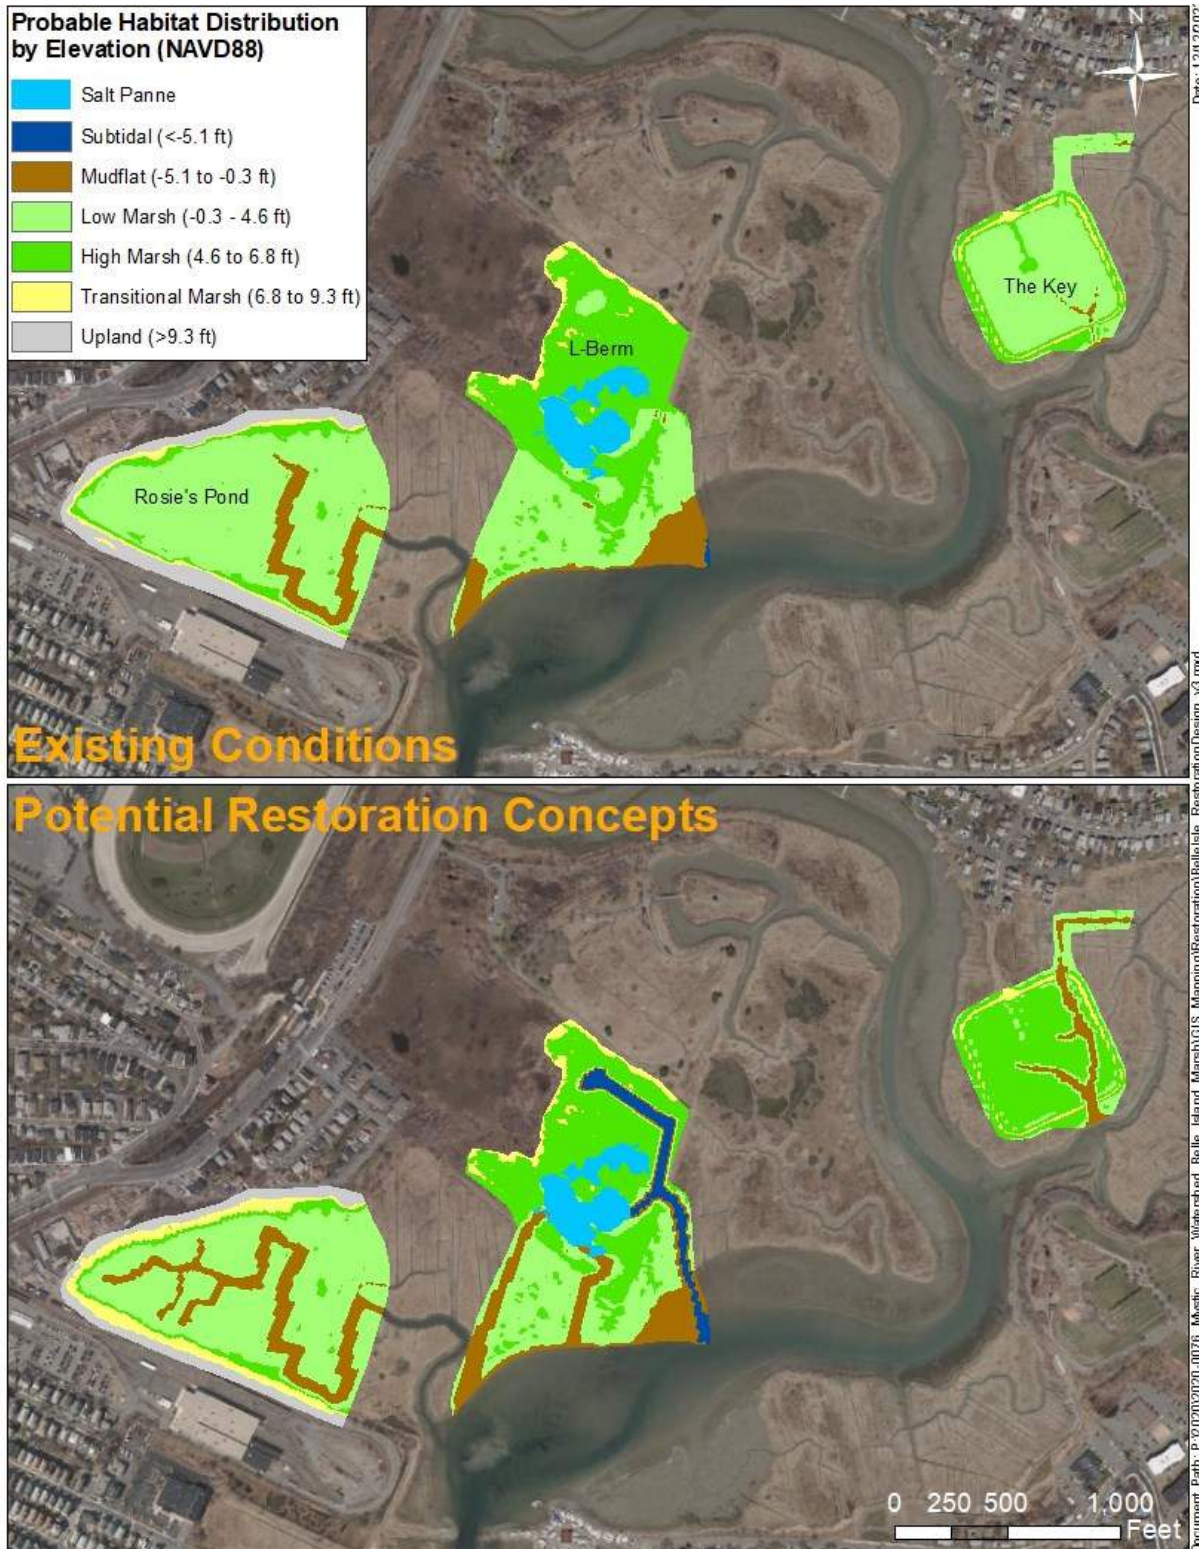 Probable Habitat Distribution
by Elevation (NAVD88)
Salt Panne
Subtidal (<-5.1 ft)
Mudflat (-5.1 to -0.3 ft)
Low Marsh (-0.3 - 4.6 ft)
High Marsh (4.6 to 6.8 ft)
Transitional Marsh (6.8 to 9.3 ft)
Upland (>9.3 ft)
N
The Key
L-Berm
Rosie's Pond
Existing Conditions
Potential Restoration Concepts
0 250 500 1,000
Feet